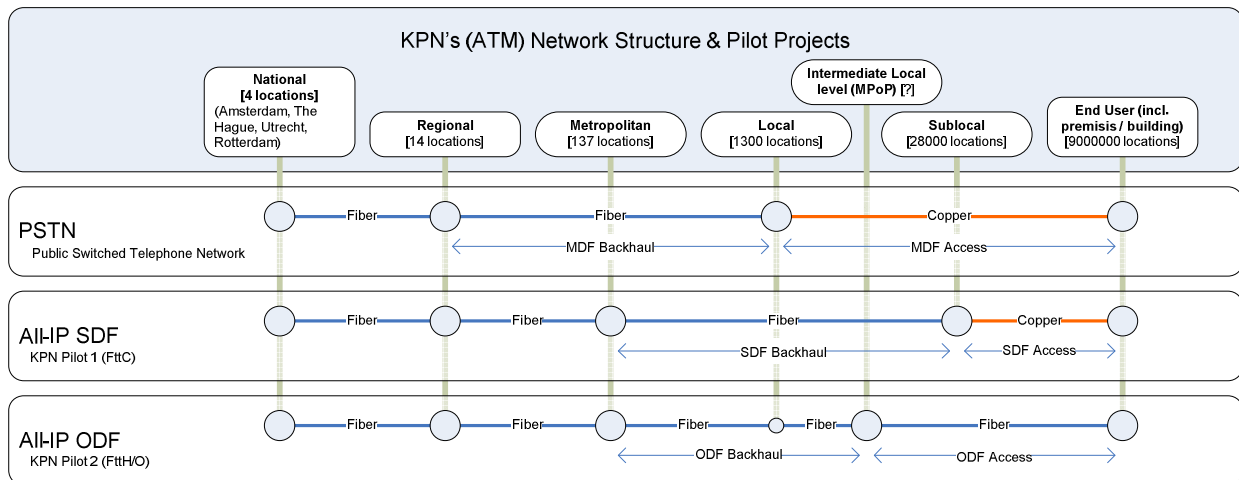 KPN's (ATM) Network Structure & Pilot Projects
National
[4 locations]
(Amsterdam, The
Hague, Utrecht,
Rotterdam)
Regional
[14 locations]
Metropolitan
[137 locations]
Local
[1300 locations]
Intermediate Local
level (MPoP) [?]
Sublocal
[28000 locations]
End User (incl.
premisis / building)
[9000000 locations]
PSTN
Public Switched Telephone Network
Fiber
Fiber
Copper
MDF Backhaul
MDF Access
All-IP SDF
KPN Pilot 1 (FttC)
Fiber
Fiber
Fiber
Copper
SDF Backhaul
SDF Access
All-IP ODF
KPN Pilot 2 (FttH/O)
Fiber
Fiber
Fiber
Fiber
Fiber
ODF Backhaul
ODF Access